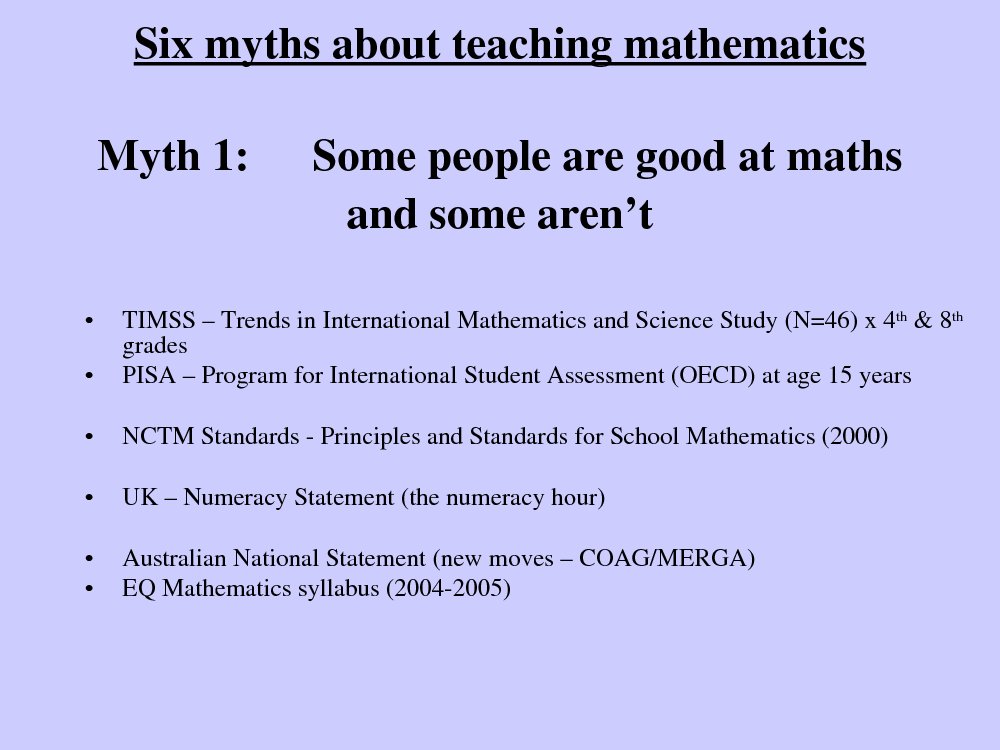 Six myths about teaching mathematics
Myth 1: Some people are good at maths
and some aren’t
• TIMSS – Trends in International Mathematics and Science Study (N=46) x 4th & 8th
grades
• PISA – Program for International Student Assessment (OECD) at age 15 years
• NCTM Standards - Principles and Standards for School Mathematics (2000)
• UK – Numeracy Statement (the numeracy hour)
• Australian National Statement (new moves – COAG/MERGA)
• EQ Mathematics syllabus (2004-2005)